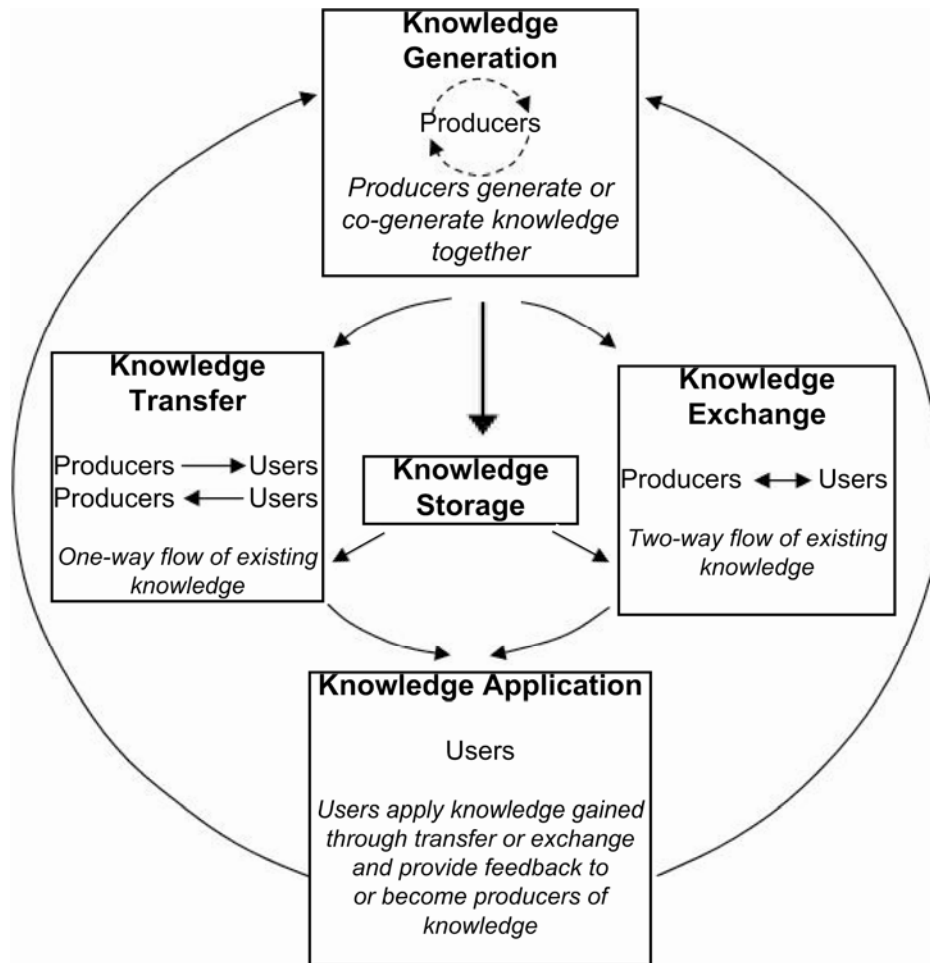 Knowledge
Generation
Producers
Producers generate or
co-generate knowledge
together
Knowledge
Transfer
Producers Users
Producers Users
One-way flow of existing
knowledge
Knowledge
Storage
Knowledge
Exchange
Producers Users
Two-way flow of existing
knowledge
Knowledge Application
Users
Users apply knowledge gained
through transfer or exchange
and provide feedback to
or become producers of
knowledge